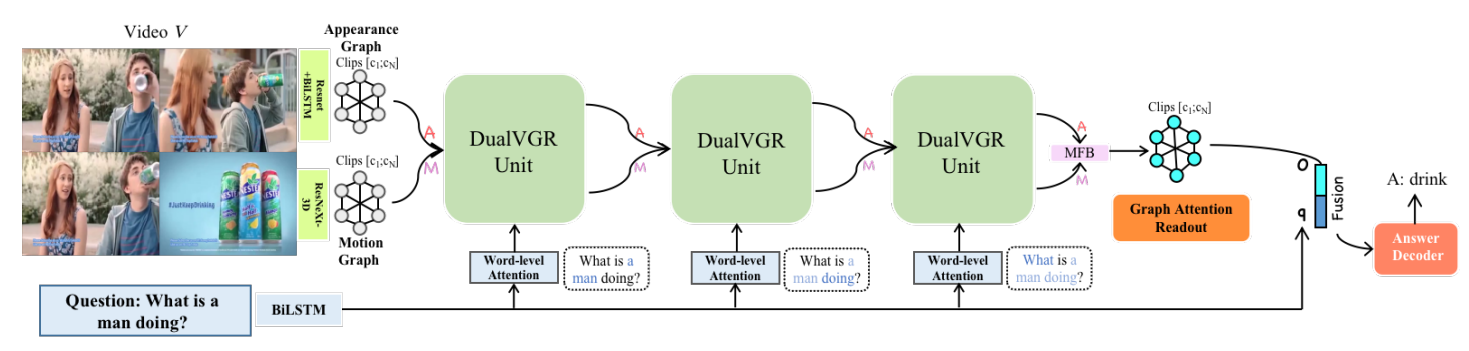 Video V
Appearance
Graph
Clips [c1;cN]
Resnet
+BiLSTM
#JustKeepDrinking
Clips [c1;cN]
ResNeXt-
3D
Motion
Graph
A
M
DualVGR
Unit
A
M
DualVGR
Unit
A
M
DualVGR
Unit
A
MFB
M
Clips [c1;cN]
Graph Attention
Readout
O
q
Fusion
A: drink
Answer
Decoder
Word-level
Attention
What is a
man doing?
Word-level
Attention
What is a
man doing?
Word-level
Attention
What is a
man doing?
Question: What is a
man doing?
BiLSTM